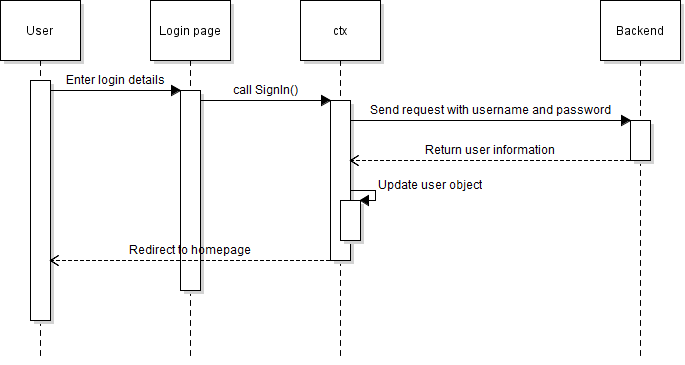 User
Login page
ctx
Backend
Enter login details
call SignIn()
Send request with username and password
Return user information
Update user object
Redirect to homepage